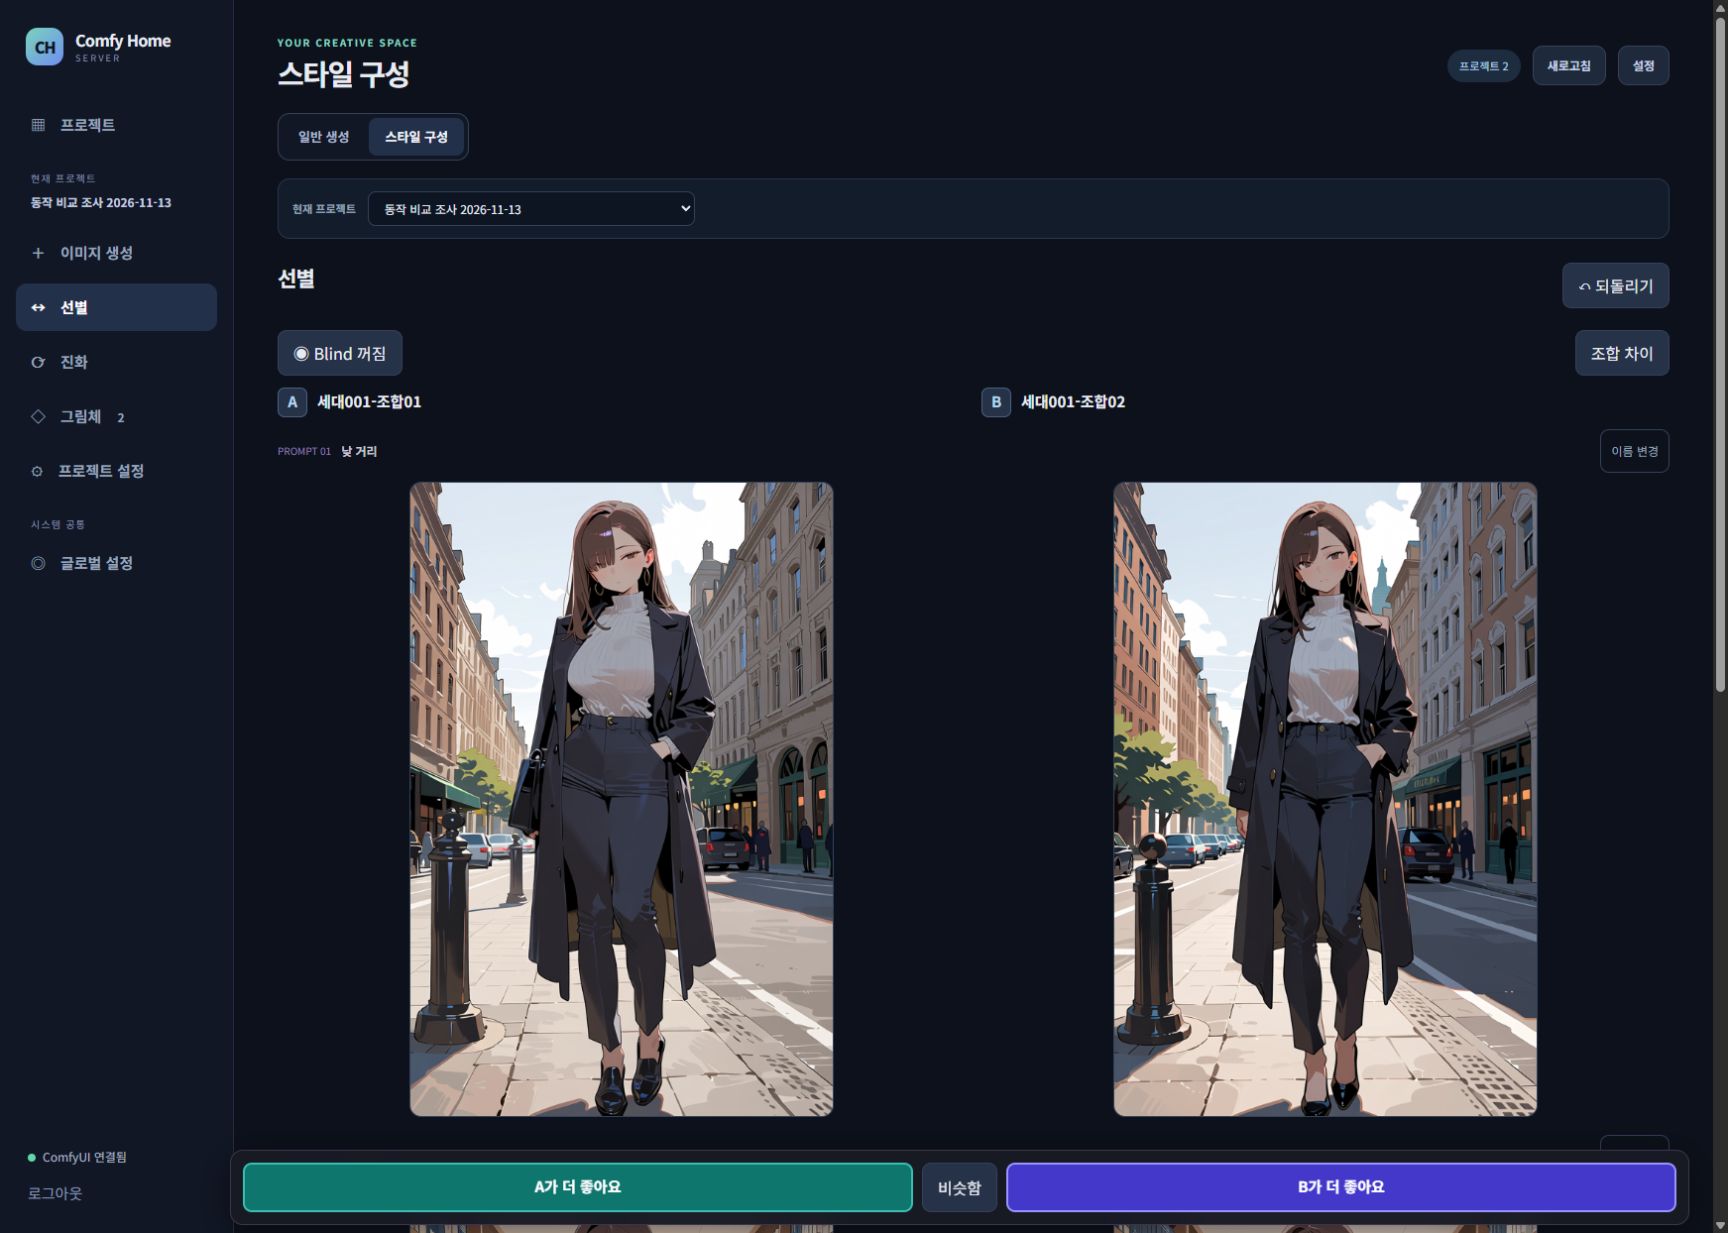 CH
Comfy Home
SERVER
프로젝트
현재 프로젝트
동작 비교 조사 2026-11-13
이미지 생성
선별
진화
그림체 2
프로젝트 설정
시스템 공통
글로벌 설정
ComfyUI 연결됨
로그아웃
YOUR CREATIVE SPACE
스타일 구성
프로젝트 2
새로고침
설정
일반 생성
스타일 구성
현재 프로젝트
동작 비교 조사 2026-11-13
선별
되돌리기
Blind 꺼짐
조합 차이
A 세대001-조합01
B 세대001-조합02
PROMPT 01 낮 거리
이름 변경
A가 더 좋아요
비슷함
B가 더 좋아요